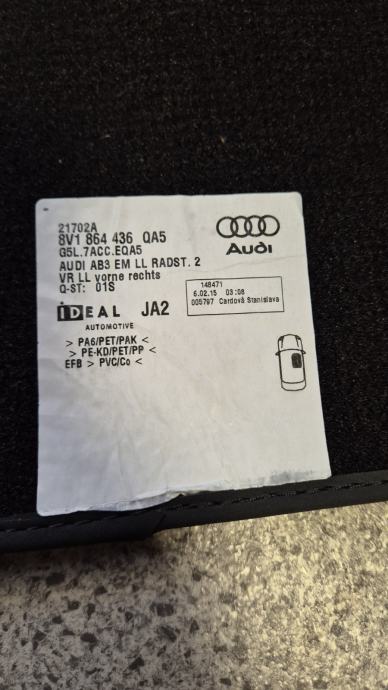 21702A
8V1 864 436 QA5
G5L.7ACC.EQA5
AUDI AB3 EM LL RADST. 2
VR LL vorne rechts
Q-ST: 01S
Audi
148471
6.02.15 03:08
005797 Cardová Stanislava
iDEAL JA2
AUTOMOTIVE
> PA6/PET/PAK <
> PE-KD/PET/PP <
EFB > PVC/Co <